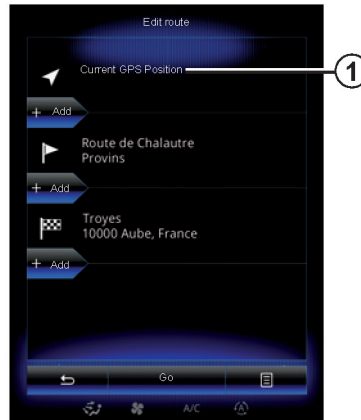 Edit route
Current GPS Position
1
+ Add
Route de Chalautre
Provins
+ Add
Troyes
10000 Aube, France
+ Add
Go
A/C
A